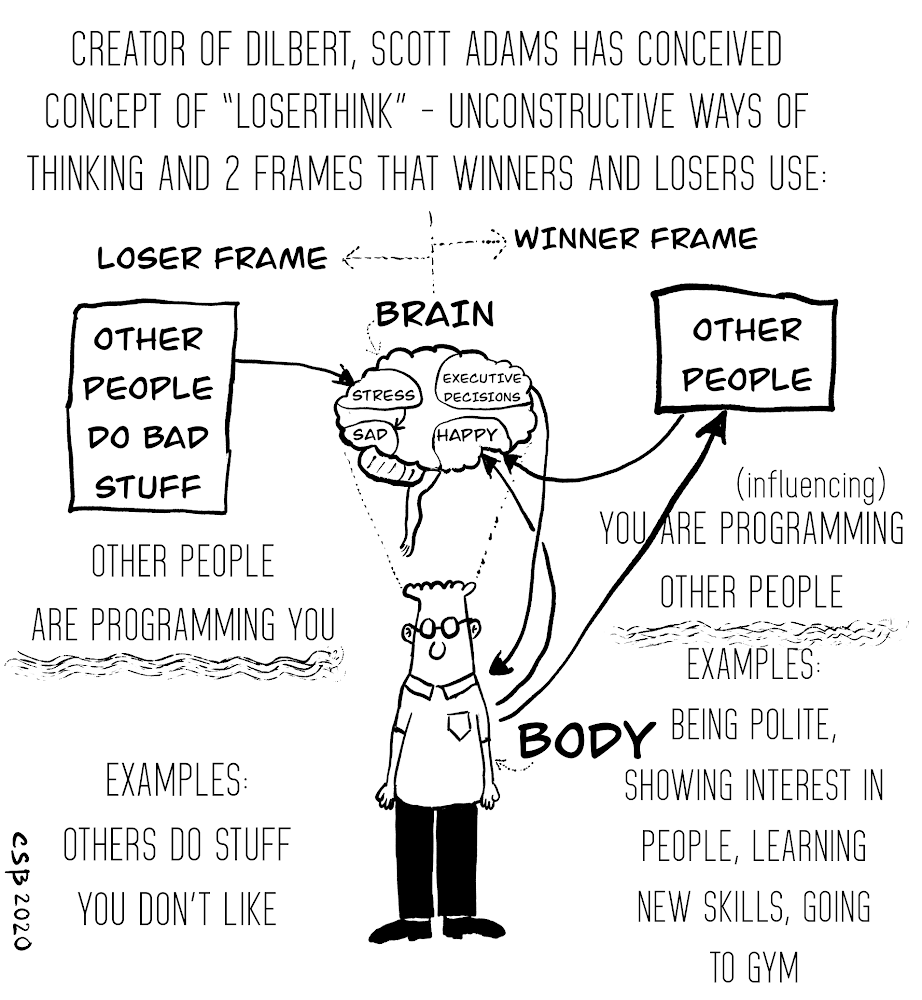 CREATOR OF DILBERT, SCOTT ADAMS HAS CONCEIVED
CONCEPT OF “LOSERTHINK” - UNCONSTRUCTIVE WAYS OF
THINKING AND 2 FRAMES THAT WINNERS AND LOSERS USE:
LOSER FRAME
WINNER FRAME
BRAIN
OTHER
PEOPLE
DO BAD
STUFF
STRESS
EXECUTIVE
DECISIONS
SAD
HAPPY
OTHER
PEOPLE
OTHER PEOPLE
ARE PROGRAMMING YOU
(influencing)
YOU ARE PROGRAMMING
OTHER PEOPLE
BODY
EXAMPLES:
OTHERS DO STUFF
YOU DON'T LIKE
EXAMPLES:
BEING POLITE,
SHOWING INTEREST IN
PEOPLE, LEARNING
NEW SKILLS, GOING
TO GYM
CSB 2020